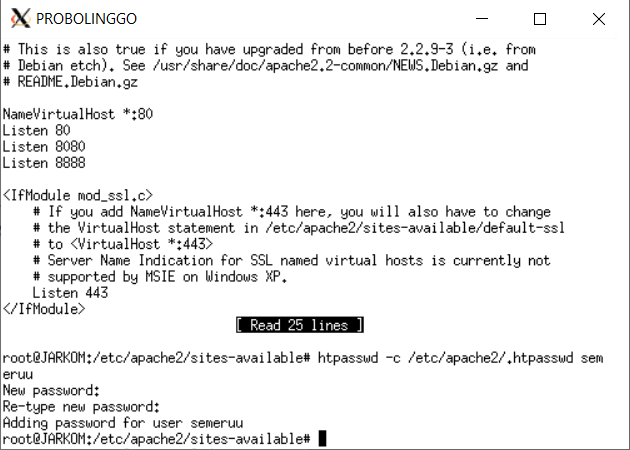 PROBOLINGGO
# This is also true if you have upgraded from before 2.2.9-3 (i.e. from
# Debian etch). See /usr/share/doc/apache2.2-common/NEWS.Debian.gz and
# README.Debian.gz
NameVirtualHost *:80
Listen 80
Listen 8080
Listen 8888
<IfModule mod_ssl.c>
    # If you add NameVirtualHost *:443 here, you will also have to change
    # the VirtualHost statement in /etc/apache2/sites-available/default-ssl
    # to <VirtualHost *:443>
    # Server Name Indication for SSL named virtual hosts is currently not
    # supported by MSIE on Windows XP.
    Listen 443
</IfModule>
[ Read 25 lines ]
root@JARKOM:/etc/apache2/sites-available# htpasswd -c /etc/apache2/.htpasswd sem
eruu
New password:
Re-type new password:
Adding password for user semeruu
root@JARKOM:/etc/apache2/sites-available#